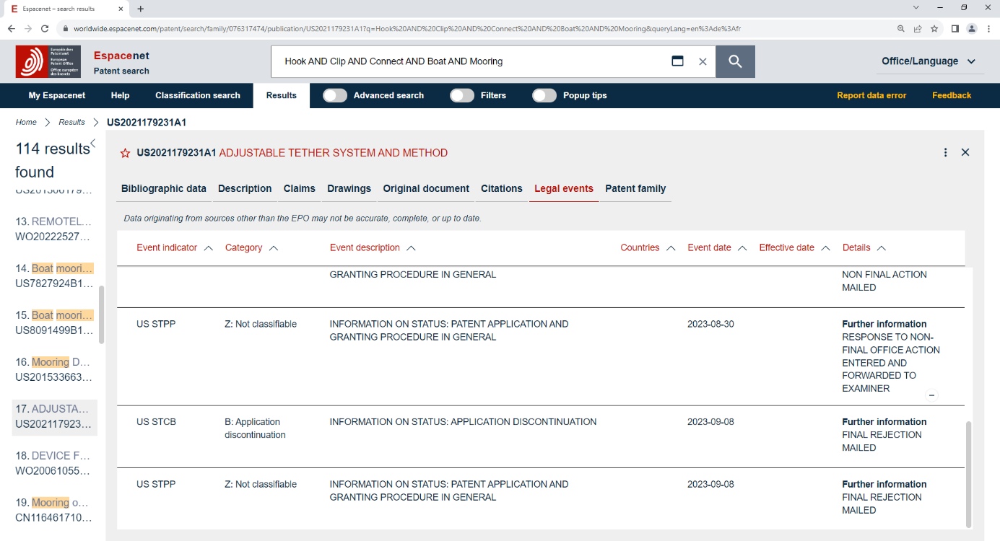 Espacenet – search results
worldwide.espacenet.com/patent/search/family/076317474/publication/US2021179231A1?q=Hook%20AND%20Clip%20AND%20Connect%20AND%20Boat%20AND%20Mooring&queryLang=en%3Ade%3Afr
Europäisches
Patentamt
European
Patent Office
Office européen
des brevets
Espacenet
Patent search
Hook AND Clip AND Connect AND Boat AND Mooring
Office/Language
My Espacenet Help Classification search Results Advanced search Filters Popup tips Report data error Feedback
Home Results US2021179231A1
114 results
found
13. REMOTEL...
WO20222527...
14. Boat moori...
US7827924B1...
15. Boat moori...
US8091499B1...
16. Mooring D...
US201533663...
17. ADJUSTA...
US202117923...
18. DEVICE F...
WO20061055...
19. Mooring o...
CN116461710...
US2021179231A1 ADJUSTABLE TETHER SYSTEM AND METHOD
Bibliographic data Description Claims Drawings Original document Citations Legal events Patent family
Data originating from sources other than the EPO may not be accurate, complete, or up to date.
Event indicator Category Event description Countries Event date Effective date Details
GRANTING PROCEDURE IN GENERAL NON FINAL ACTION
MAILED
US STPP Z: Not classifiable INFORMATION ON STATUS: PATENT APPLICATION AND 2023-08-30 Further information
GRANTING PROCEDURE IN GENERAL RESPONSE TO NON-
FINAL OFFICE ACTION
ENTERED AND
FORWARDED TO
EXAMINER
US STCB B: Application INFORMATION ON STATUS: APPLICATION DISCONTINUATION 2023-09-08 Further information
discontinuation FINAL REJECTION
MAILED
US STPP Z: Not classifiable INFORMATION ON STATUS: PATENT APPLICATION AND 2023-09-08 Further information
GRANTING PROCEDURE IN GENERAL FINAL REJECTION
MAILED